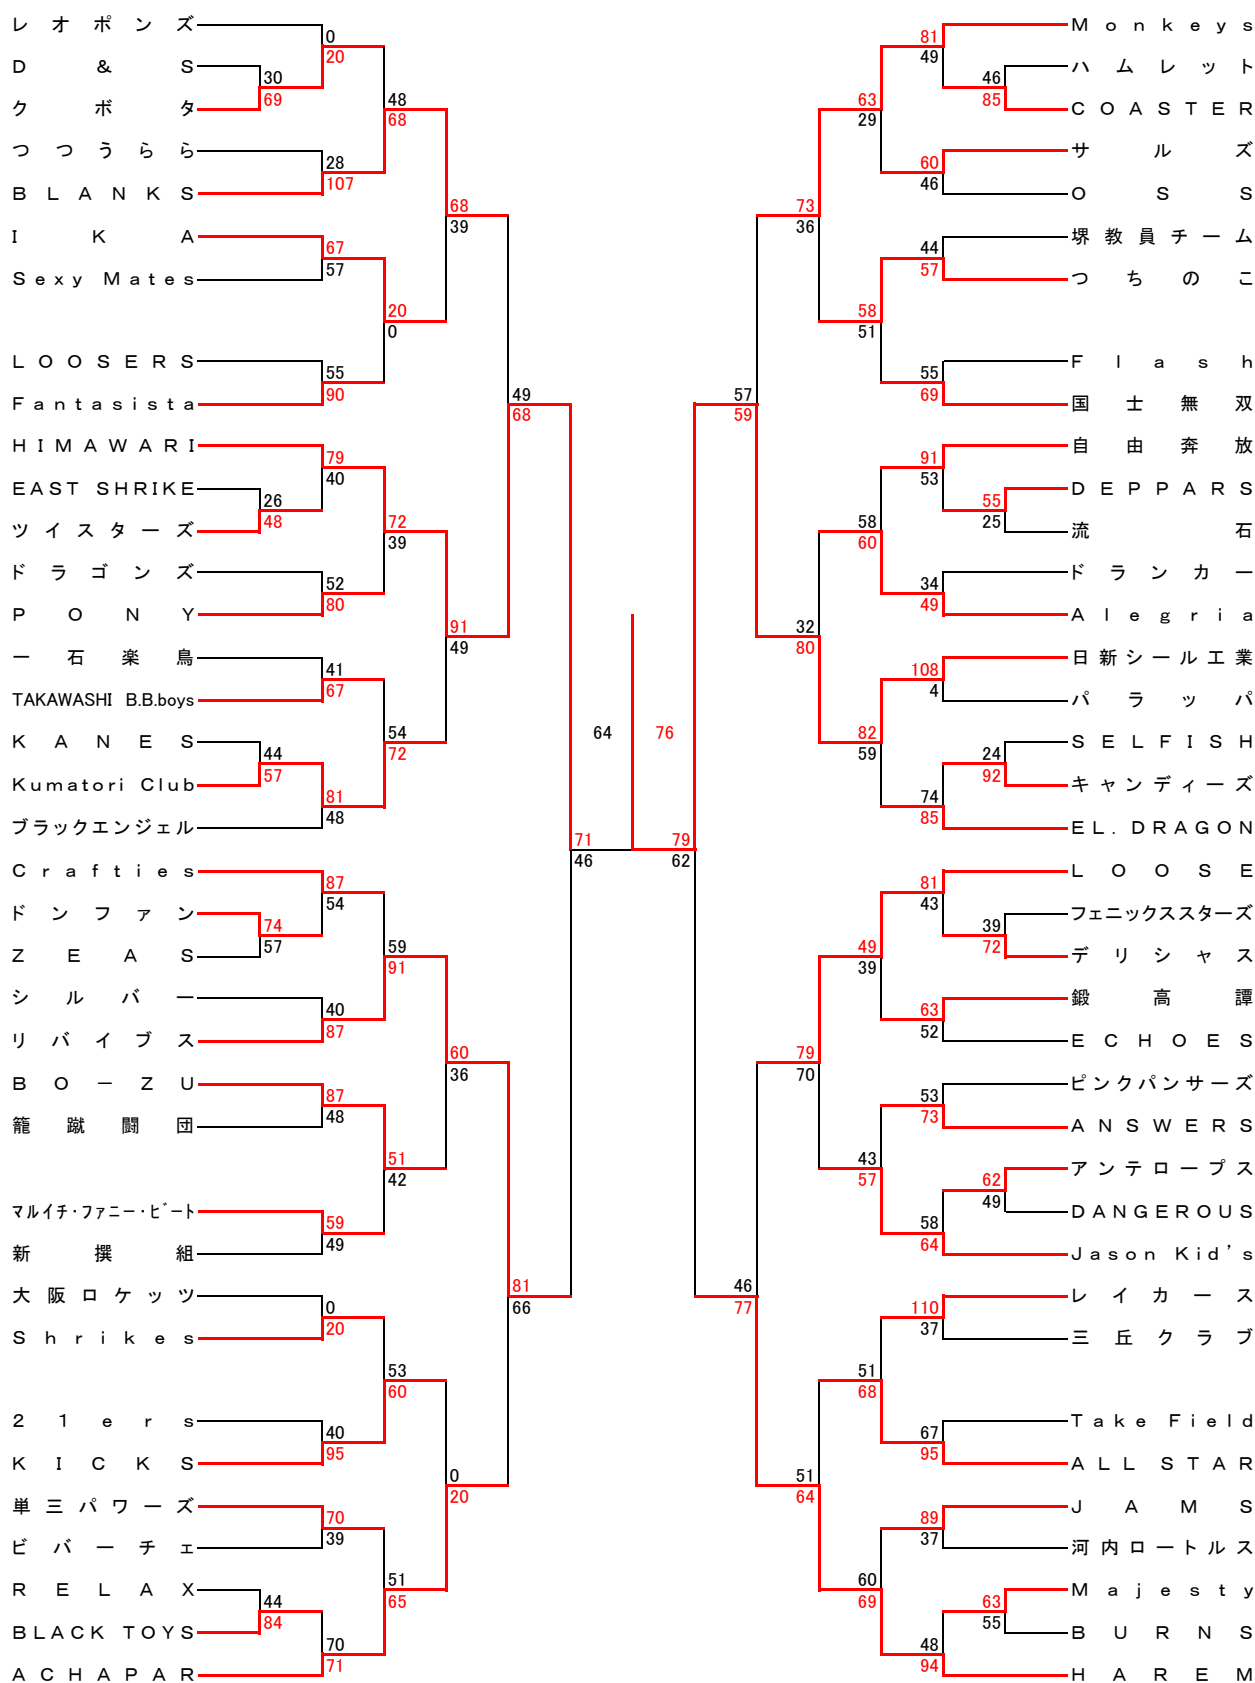 レオポンズ
0
20
D & S
30
69
クボタ
48
68
つつうらら
28
107
BLANKS
68
39
IKA
67
57
Sexy Mates
20
0
LOOSERS
55
90
Fantasista
49
68
HIMAWARI
79
40
EAST SHRIKE
26
48
ツイスターズ
72
39
ドラゴンズ
52
80
PONY
91
49
一石楽鳥
41
67
TAKAWASHI B.B.boys
54
72
KANES
44
57
Kumatori Club
81
48
ブラックエンジェル
71
46
Crafties
87
54
ドンファン
74
57
ZEAS
59
91
シルバー
40
87
リバイブス
60
36
BO-ZU
87
48
籠蹴闘団
51
42
マルイチ・ファニー・ビート
59
49
新撰組
81
66
大阪ロケッツ
0
20
Shrikes
53
60
21ers
40
95
KICKS
0
20
単三パワーズ
70
39
ビバーチェ
51
65
RELAX
44
84
BLACK TOYS
70
71
ACHAPAR
64
76
Monkeys
81
49
ハムレット
46
85
COASTER
63
29
サルズ
60
46
OSS
73
36
堺教員チーム
44
57
つちのこ
58
51
Flash
55
69
国士無双
57
59
自由奔放
91
53
DEPPARS
55
25
流石
58
60
ドランカー
34
49
Alegria
32
80
日新シール工業
108
4
パラッパ
82
59
SELFISH
24
92
キャンディーズ
74
85
EL. DRAGON
79
62
LOOSE
81
43
フェニックススターズ
39
72
デリシャス
49
39
鍛高譚
63
52
ECHOES
79
70
ピンクパンサーズ
53
73
ANSWERS
43
57
アンテロープス
62
49
DANGEROUS
58
64
Jason Kid's
46
77
レイカース
110
37
三丘クラブ
51
68
Take Field
67
95
ALL STAR
51
64
JAMS
89
37
河内ロートルス
60
69
Majesty
63
55
BURNS
48
94
HAREM